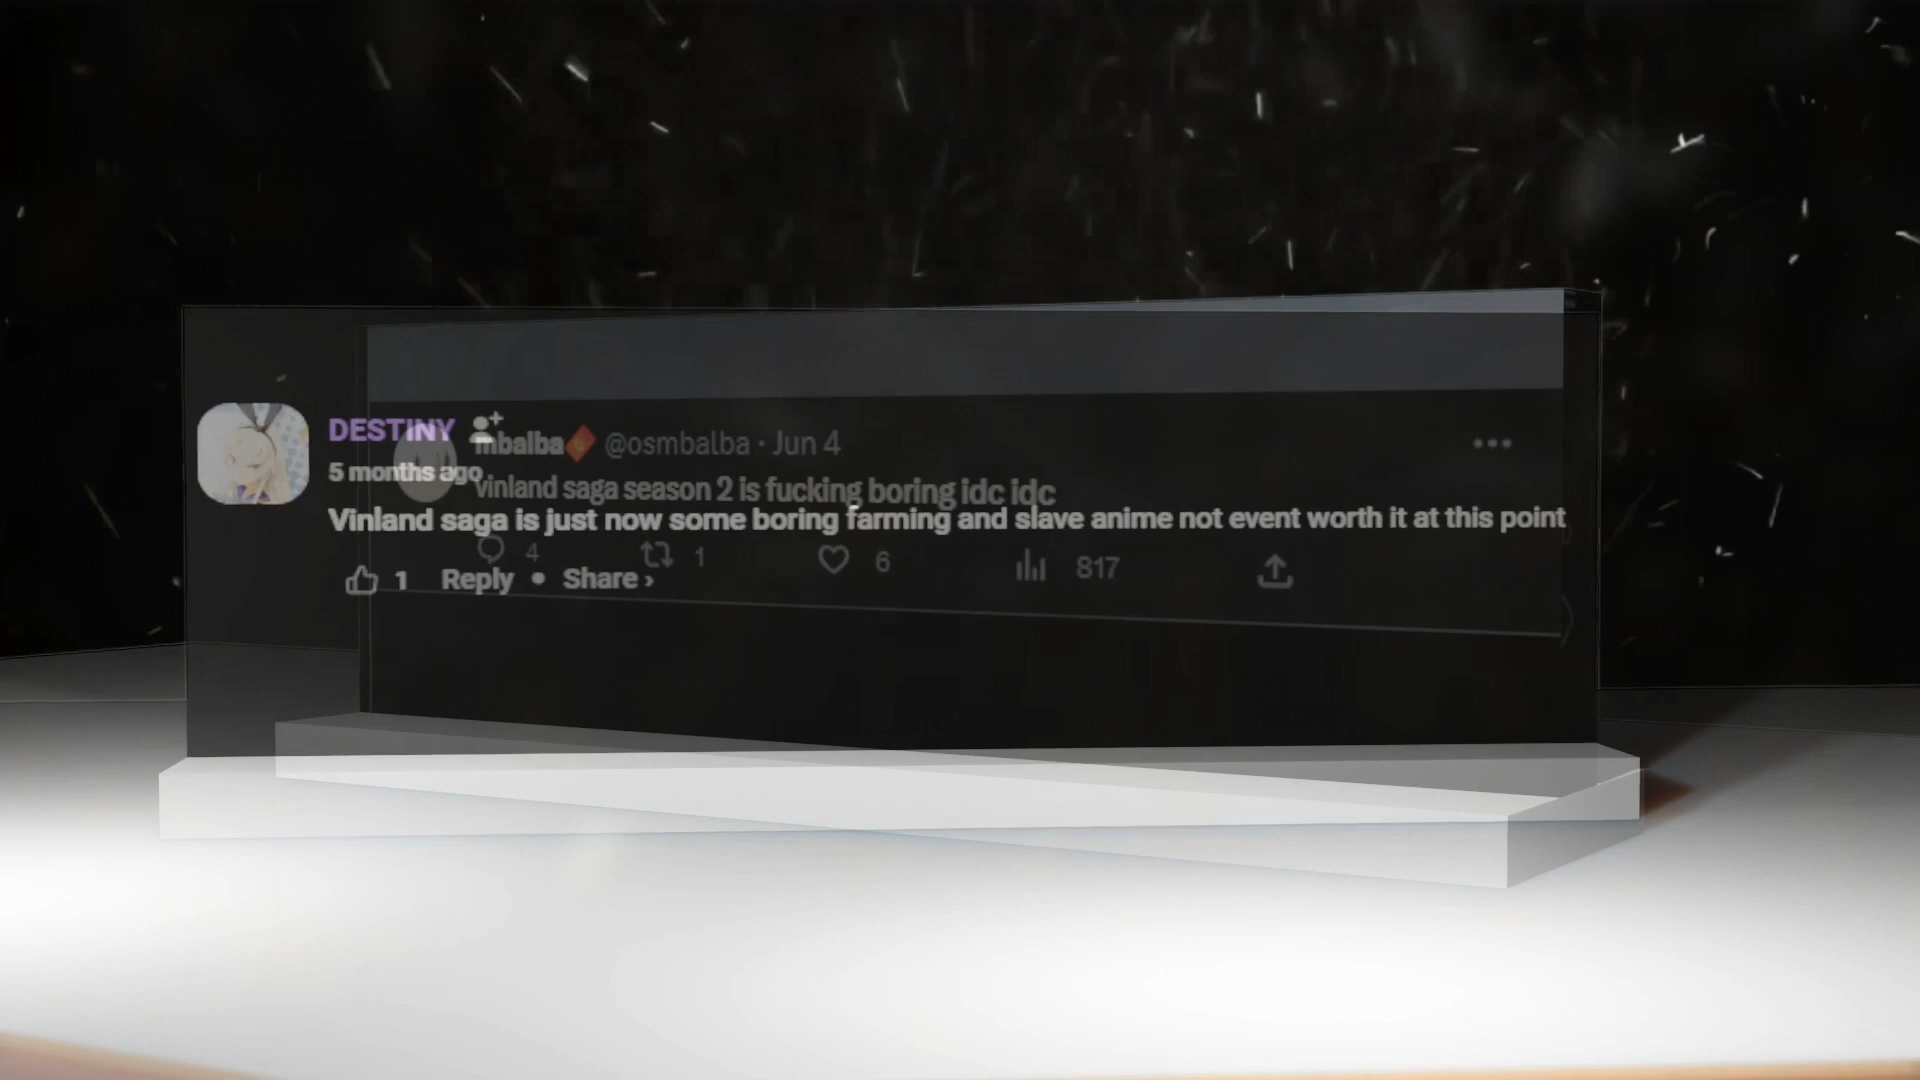 DESTINY
5 months ago
Vinland saga is just now some boring farming and slave anime not event worth it at this point
1 Reply • Share ›
mbalba @osmbalba · Jun 4
vinland saga season 2 is fucking boring idc idc
4 1 6 817